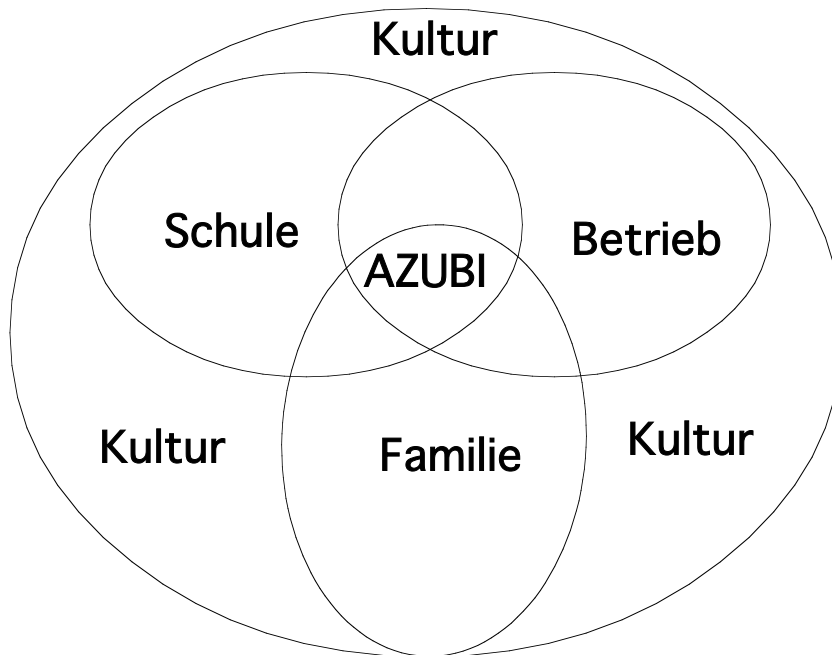 Kultur
Schule
Betrieb
AZUBI
Kultur
Familie
Kultur